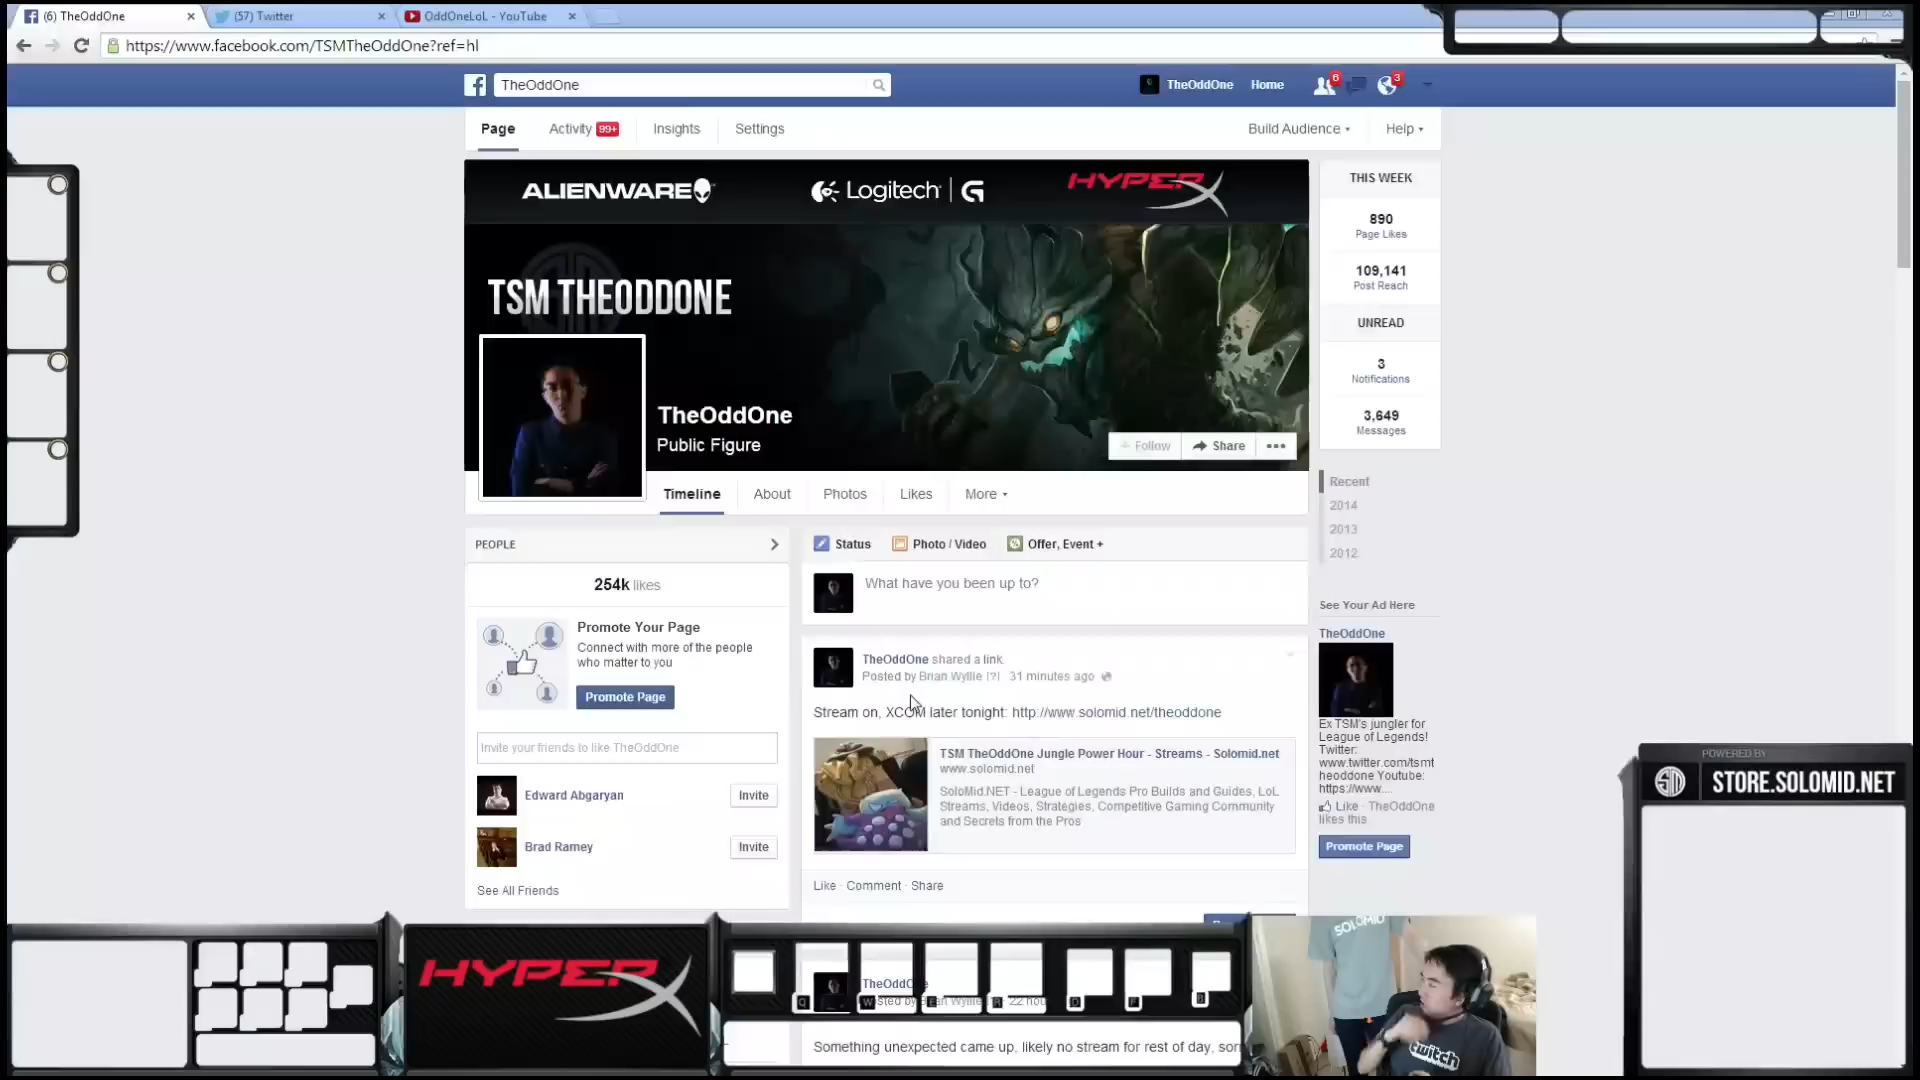 (6) TheOddOne
(57) Twitter
OddOneLoL - YouTube
https://www.facebook.com/TSMTheOddOne?ref=hl
TheOddOne
TheOddOne
Home
6
3
Page
Activity 99+
Insights
Settings
Build Audience
Help
ALIENWARE
Logitech G
HYPERX
TSM THEODDONE
TheOddOne
Public Figure
+ Follow
Share
Timeline
About
Photos
Likes
More
THIS WEEK
890
Page Likes
109,141
Post Reach
UNREAD
3
Notifications
3,649
Messages
Recent
2014
2013
2012
PEOPLE
254k likes
Promote Your Page
Connect with more of the people
who matter to you
Promote Page
Invite your friends to like TheOddOne
Edward Abgaryan
Invite
Brad Ramey
Invite
See All Friends
Status
Photo / Video
Offer, Event +
What have you been up to?
TheOddOne shared a link.
Posted by Brian Wyllie [?] · 31 minutes ago
Stream on, XCOM later tonight: http://www.solomid.net/theoddone
TSM TheOddOne Jungle Power Hour - Streams - Solomid.net
www.solomid.net
SoloMid.NET - League of Legends Pro Builds and Guides, LoL
Streams, Videos, Strategies, Competitive Gaming Community
and Secrets from the Pros
Like · Comment · Share
See Your Ad Here
TheOddOne
Ex TSM's jungler for
League of Legends!
Twitter:
www.twitter.com/tsmt
heoddone Youtube:
https://www....
Like · TheOddOne
likes this
Promote Page
POWERED BY
STORE.SOLOMID.NET
HYPERX
Q
W
E
R
D
F
B
Something unexpected came up, likely no stream for rest of day,
SOLOMID
twitch